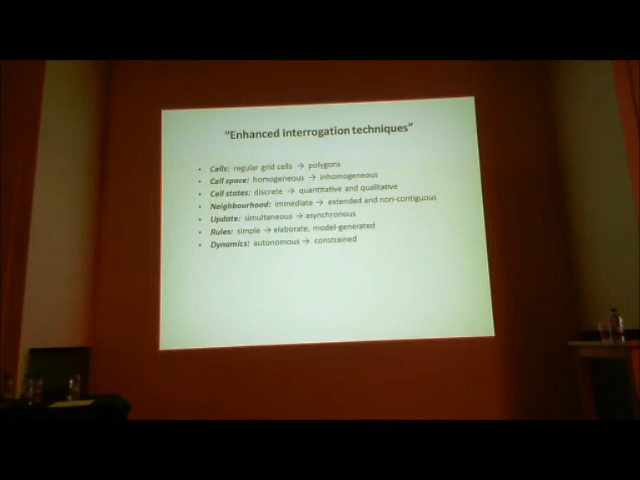 “Enhanced interrogation techniques”
• Cells: regular grid cells → polygons
• Cell space: homogeneous → inhomogeneous
• Cell states: discrete → quantitative and qualitative
• Neighbourhood: immediate → extended and non-contiguous
• Update: simultaneous → asynchronous
• Rules: simple → elaborate, model-generated
• Dynamics: autonomous → constrained